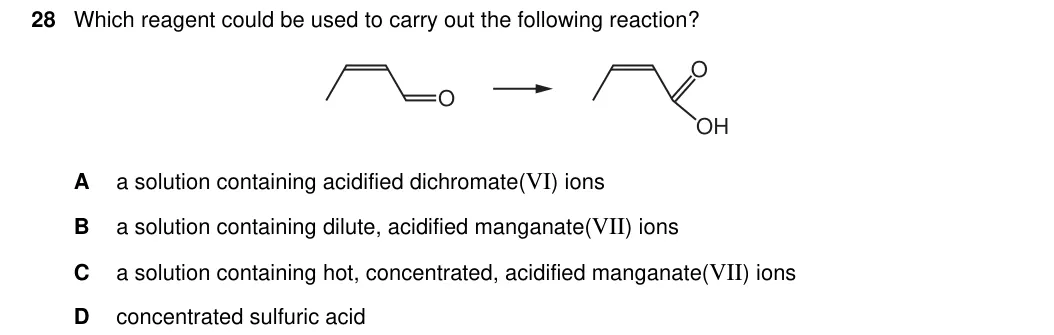 28 Which reagent could be used to carry out the following reaction?
O
O
OH
A a solution containing acidified dichromate(VI) ions
B a solution containing dilute, acidified manganate(VII) ions
C a solution containing hot, concentrated, acidified manganate(VII) ions
D concentrated sulfuric acid